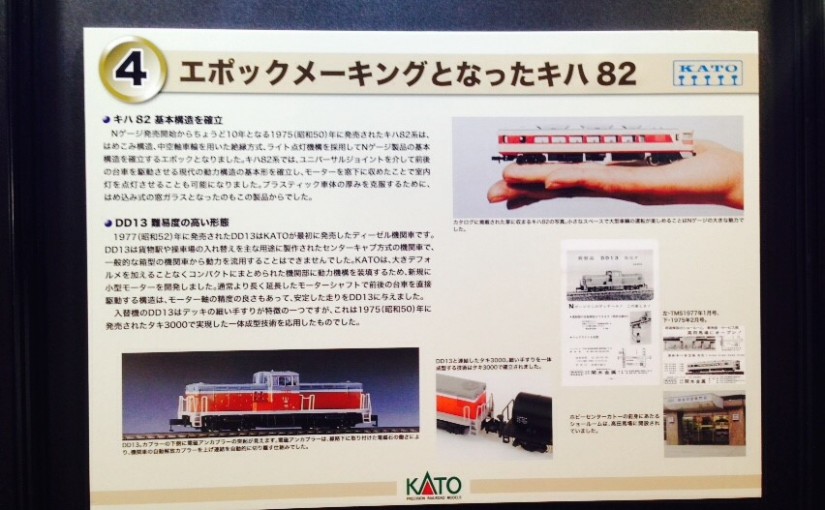 4 エポックメーキングとなったキハ 82
KATO
キハ 82 基本構造を確立
Nゲージ発売開始からちょうど10年となる1975(昭和50)年に発売されたキハ82系は、
はめこみ構造、中空軸車輪を用いた絶縁方式、ライト点灯機構を採用してNゲージ製品の基本
構造を確立するエポックとなりました。キハ82系では、ユニバーサルジョイントを介して前後
の台車を駆動させる現代の動力構造の基本形を確立し、モーターを窓下に収めたことで室内
灯を点灯させることも可能になりました。プラスティック車体の厚みを克服するために、
はめ込み式の窓ガラスとなったのもこの製品からでした。
カタログに掲載された掌に収まるキハ82の写真。小さなスペースで大型車輌の運転が楽しめることはNゲージの大きな魅力で
した。
DD13 難易度の高い形態
1977(昭和52)年に発売されたDD13はKATOが最初に発売したディーゼル機関車です。
DD13は貨物駅や操車場の入れ替えを主な用途に製作されたセンターキャブ方式の機関車で、
一般的な箱型の機関車から動力を流用することはできませんでした。KATOは、大きデフォ
ルメを加えることなくコンパクトにまとめられた機関部に動力機構を装填するため、新規に
小型モーターを開発しました。通常より長く延長したモーターシャフトで前後の台車を直接
駆動する構造は、モーター軸の精度の良さもあって、安定した走りをDD13に与えました。
入替機のDD13はデッキの細い手すりが特徴の一つですが、これは1975(昭和50)年に
発売されたタキ3000で実現した一体成型技術を応用したものでした。
DD13
左・TMS1977年1月号。
下・1975年2月号。
関水金属
DD13と連結したタキ3000。細い手すりを一体
成型する技術はタキ3000で確立されました。
ホビーセンターカトーの前身にあたる
ショールームは、高田馬場に開設され
ていました。
DD13。カプラーの下側に電磁アンカプラーの突起が見えます。電磁アンカプラーは、線路下に取り付けた電磁石の働きによ
り、機関車の自動解放カプラーを上げ連結を自動的に切り離す仕組みでした。
KATO
PRECISION RAILROAD MODELS